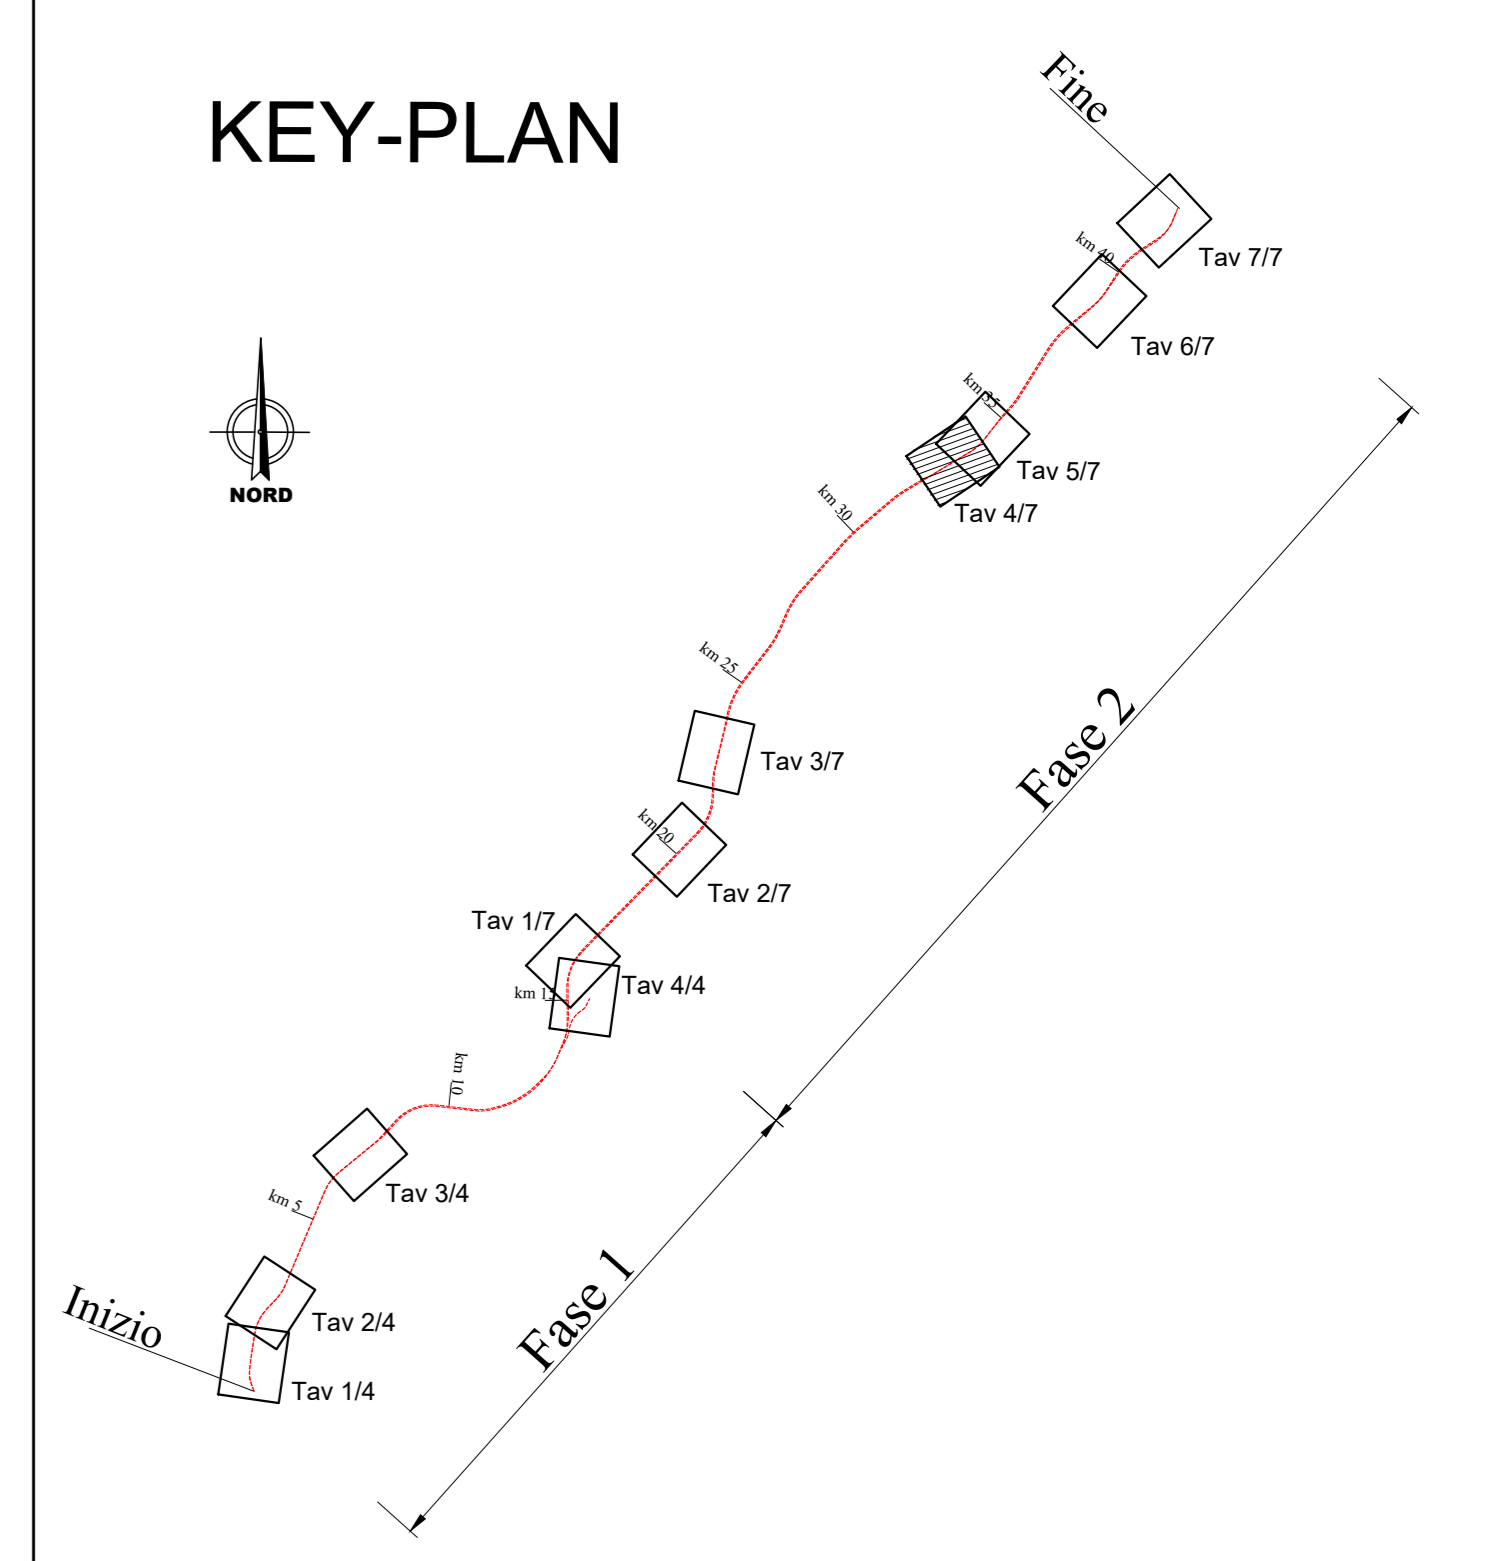 KEY-PLAN
Fine
Tav 7/7
km 40
Tav 6/7
NORD
km 35
Tav 5/7
Tav 4/7
km 30
km 25
Fase 2
Tav 3/7
km 20
Tav 2/7
Tav 1/7
Tav 4/4
km 15
km 10
Tav 3/4
km 5
Fase 1
Inizio
Tav 2/4
Tav 1/4